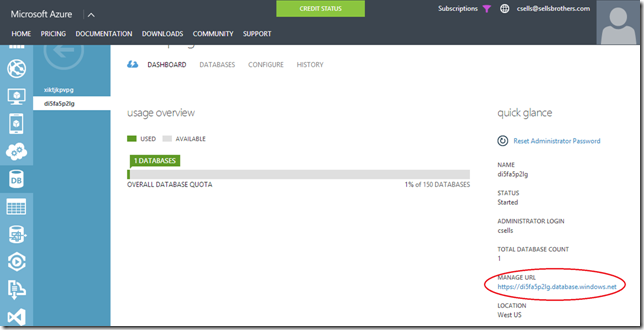 Microsoft Azure
CREDIT STATUS
Subscriptions csells@sellsbrothers.com
HOME PRICING DOCUMENTATION DOWNLOADS COMMUNITY SUPPORT
xiktjkpvpg
di5fa5p2lg
DASHBOARD DATABASES CONFIGURE HISTORY
usage overview
USED AVAILABLE
1 DATABASES
OVERALL DATABASE QUOTA 1% of 150 DATABASES
quick glance
Reset Administrator Password
NAME
di5fa5p2lg
STATUS
Started
ADMINISTRATOR LOGIN
csells
TOTAL DATABASE COUNT
1
MANAGE URL
https://di5fa5p2lg.database.windows.net
LOCATION
West US
DB